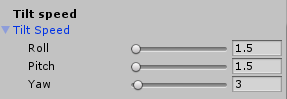 Tilt speed
Tilt Speed
Roll 1.5
Pitch 1.5
Yaw 3